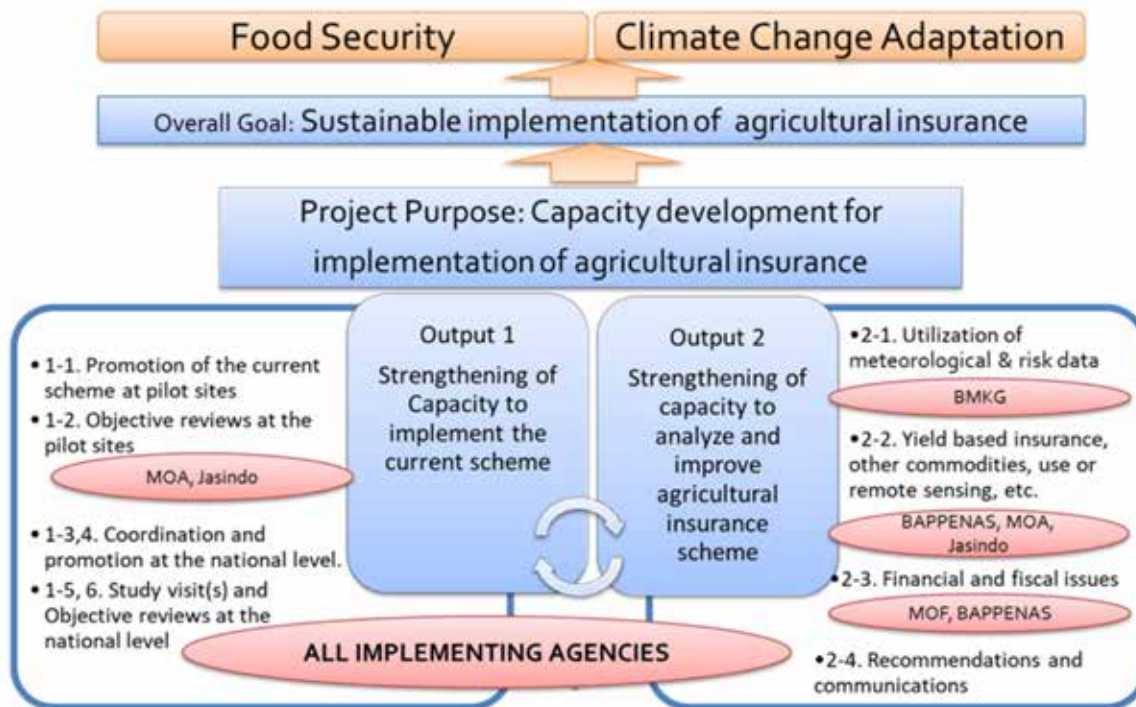 Food Security
Climate Change Adaptation
Overall Goal: Sustainable implementation of agricultural insurance
Project Purpose: Capacity development for
implementation of agricultural insurance
•1-1. Promotion of the current
scheme at pilot sites
•1-2. Objective reviews at the
pilot sites
MOA, Jasindo
•1-3,4. Coordination and
promotion at the national level.
•1-5, 6. Study visit(s) and
Objective reviews at the
national level
Output 1
Strengthening of
Capacity to
implement the
current scheme
Output 2
Strengthening of
capacity to
analyze and
improve
agricultural
insurance
scheme
•2-1. Utilization of
meteorological & risk data
BMKG
•2-2. Yield based insurance,
other commodities, use or
remote sensing, etc.
BAPPENAS, MOA,
Jasindo
•2-3. Financial and fiscal issues
MOF, BAPPENAS
•2-4. Recommendations and
communications
ALL IMPLEMENTING AGENCIES